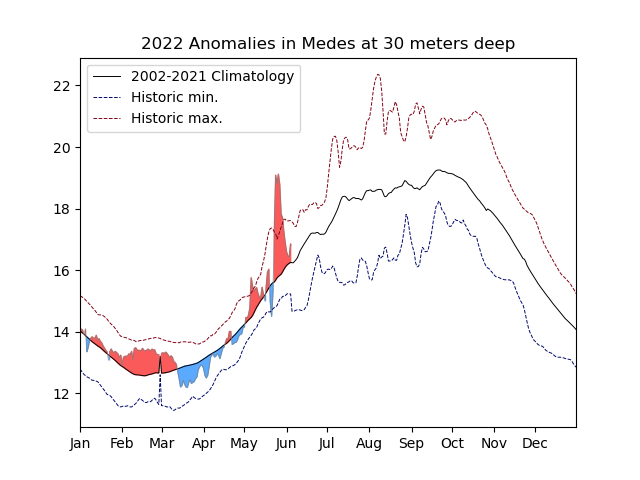 2022 Anomalies in Medes at 30 meters deep
2002-2021 Climatology
Historic min.
Historic max.
22
20
18
16
14
12
Jan Feb Mar Apr May Jun Jul Aug Sep Oct Nov Dec